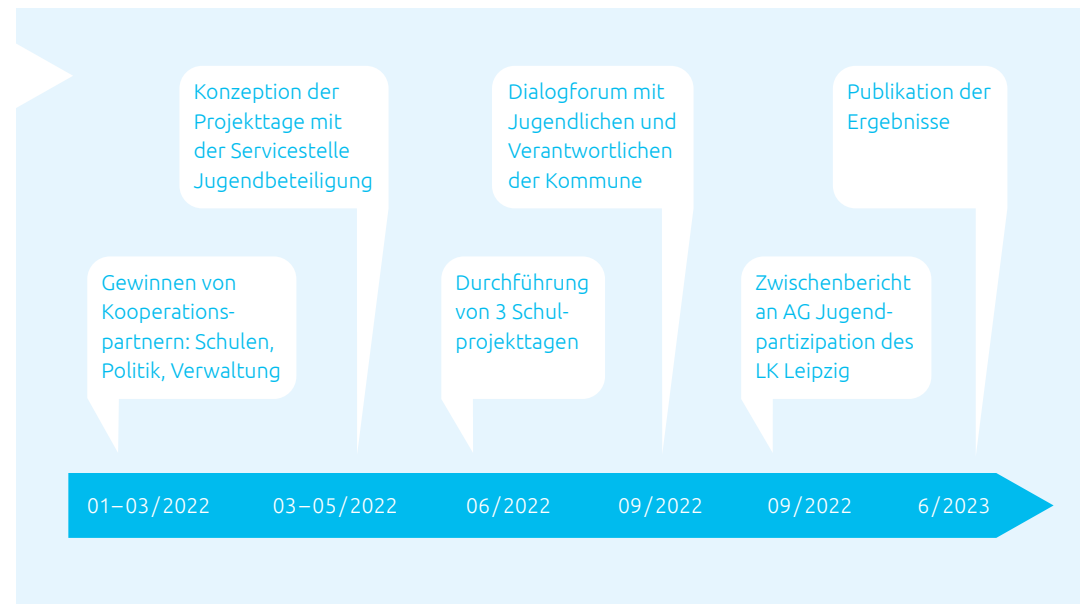 Konzeption der
Projekttage mit
der Servicestelle
Jugendbeteiligung
Dialogforum mit
Jugendlichen und
Verantwortlichen
der Kommune
Publikation der
Ergebnisse
Gewinnen von
Kooperations-
partnern: Schulen,
Politik, Verwaltung
Durchführung
von 3 Schul-
projekttagen
Zwischenbericht
an AG Jugend-
partizipation des
LK Leipzig
01–03/2022
03–05/2022
06/2022
09/2022
09/2022
6/2023